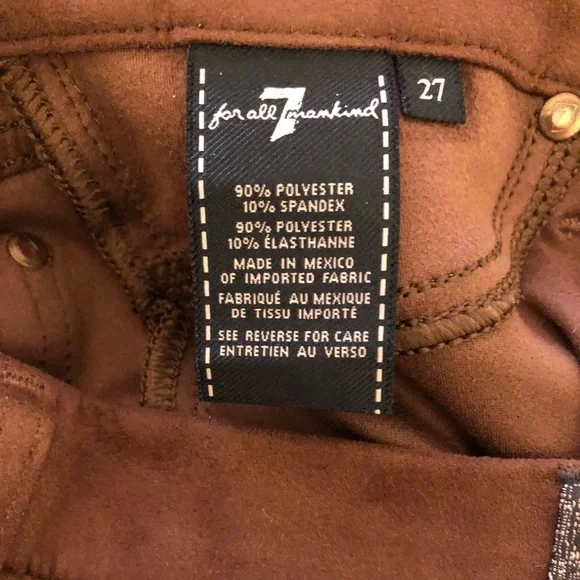 for all 7 mankind
27
90% POLYESTER
10% SPANDEX
90% POLYESTER
10% ÉLASTHANNE
MADE IN MEXICO
OF IMPORTED FABRIC
FABRIQUÉ AU MEXIQUE
DE TISSU IMPORTÉ
SEE REVERSE FOR CARE
ENTRETIEN AU VERSO